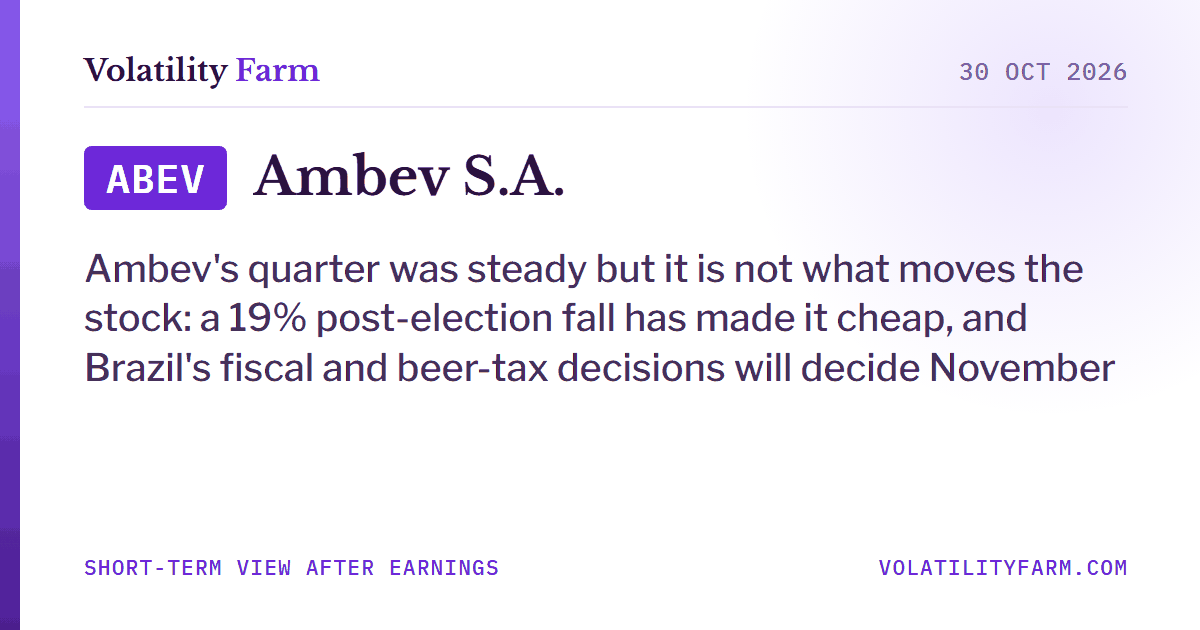 Volatility Farm
30 OCT 2026
ABEV Ambev S.A.
Ambev's quarter was steady but it is not what moves the
stock: a 19% post-election fall has made it cheap, and
Brazil's fiscal and beer-tax decisions will decide November
SHORT-TERM VIEW AFTER EARNINGS
VOLATILITYFARM.COM